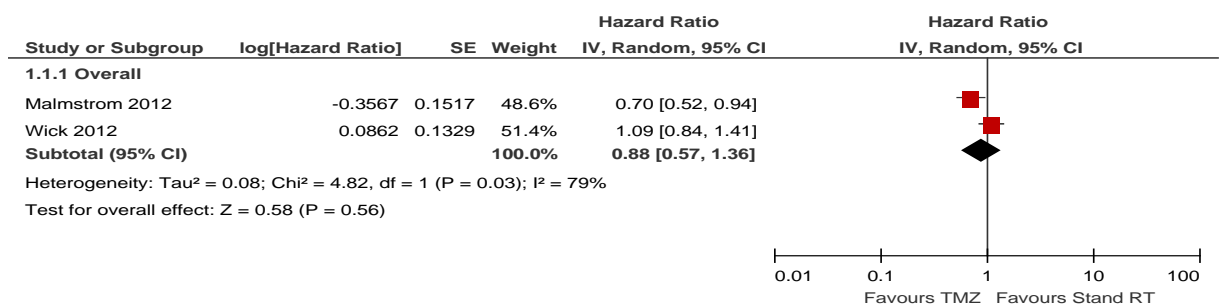 Hazard Ratio Hazard Ratio
Study or Subgroup log[Hazard Ratio] SE Weight IV, Random, 95% CI IV, Random, 95% CI
1.1.1 Overall
Malmstrom 2012 -0.3567 0.1517 48.6% 0.70 [0.52, 0.94]
Wick 2012 0.0862 0.1329 51.4% 1.09 [0.84, 1.41]
Subtotal (95% CI) 100.0% 0.88 [0.57, 1.36]
Heterogeneity: Tau² = 0.08; Chi² = 4.82, df = 1 (P = 0.03); I² = 79%
Test for overall effect: Z = 0.58 (P = 0.56)
0.01 0.1 1 10 100
Favours TMZ Favours Stand RT